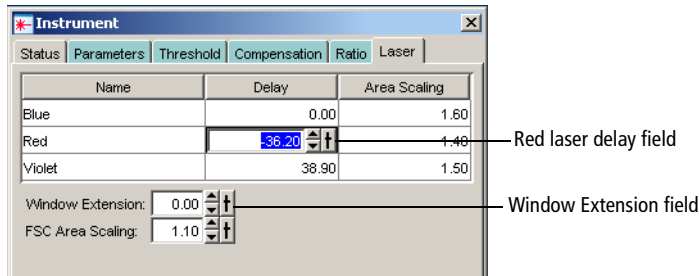 Instrument
Status Parameters Threshold Compensation Ratio Laser
Name Delay Area Scaling
Blue 0.00 1.60
Red -36.20 1.40 Red laser delay field
Violet 38.90 1.50
Window Extension: 0.00 Window Extension field
FSC Area Scaling: 1.10